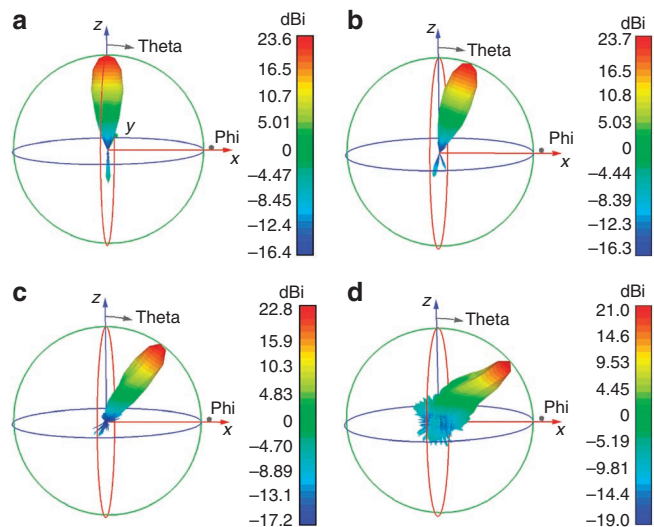 a
z
dBi
Theta
23.6
16.5
10.8
5.03
0
−4.47
−8.45
−12.4
−16.4
y
Phi
x
b
z
dBi
Theta
23.7
16.5
10.7
5.01
0
−4.44
−8.39
−12.3
−16.3
Phi
x
c
z
dBi
Theta
22.8
15.9
10.3
4.83
0
−4.70
−8.89
−13.1
−17.2
Phi
x
d
z
dBi
Theta
21.0
14.6
9.53
4.45
0
−5.19
−9.81
−14.4
−19.0
Phi
x